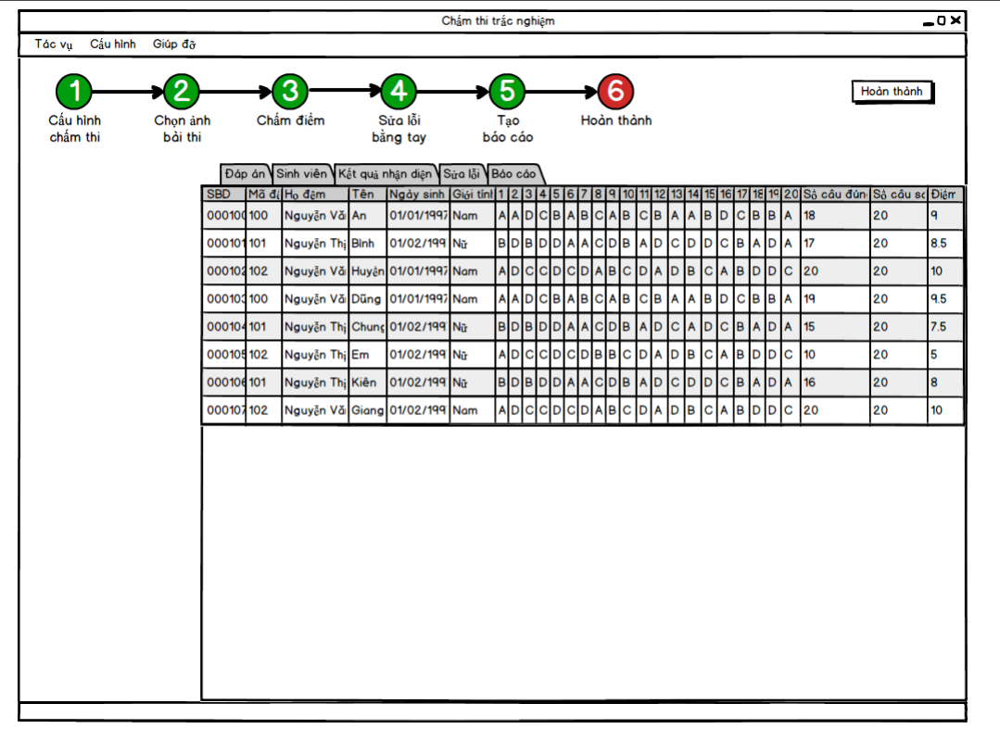 Chấm thi trắc nghiệm
Tác vụ Cấu hình Giúp đỡ
1 2 3 4 5 6
Hoàn thành
Cấu hình chấm thi
Chọn ảnh bài thi
Chấm điểm
Sửa lỗi bằng tay
Tạo báo cáo
Hoàn thành
Đáp án Sinh viên Kết quả nhận diện Sửa lỗi Báo cáo
SBD Mã đ Họ đệm Tên Ngày sinh Giới tính 1 2 3 4 5 6 7 8 9 10 11 12 13 14 15 16 17 18 19 20 Số câu đún Số câu sa Điểm
000100 100 Nguyễn Vă An 01/01/1997 Nam A A D C B A B C A B C B A A B D C B B A 18 20 9
000101 101 Nguyễn Thị Bình 01/02/199 Nữ B D B D D A A C D B A D C D D C B A D A 17 20 8.5
000102 102 Nguyễn Vă Huyện 01/01/1997 Nam A D C C D C D A B C D A D B C A B D D C 20 20 10
000103 100 Nguyễn Vă Dũng 01/01/1997 Nam A A D C B A B C A B C B A A B D C B B A 19 20 9.5
000104 101 Nguyễn Thị Chung 01/02/199 Nữ B D B D D A A C D B A D C A D C B A D A 15 20 7.5
000105 102 Nguyễn Thị Em 01/02/199 Nữ A D C C D C D B B C D A D B C A B D D C 10 20 5
000106 101 Nguyễn Thị Kiên 01/02/199 Nữ B D B D D A A C D B A D C D D C B A D A 16 20 8
000107 102 Nguyễn Vă Giang 01/02/199 Nam A D C C D C D A B C D A D B C A B D D C 20 20 10